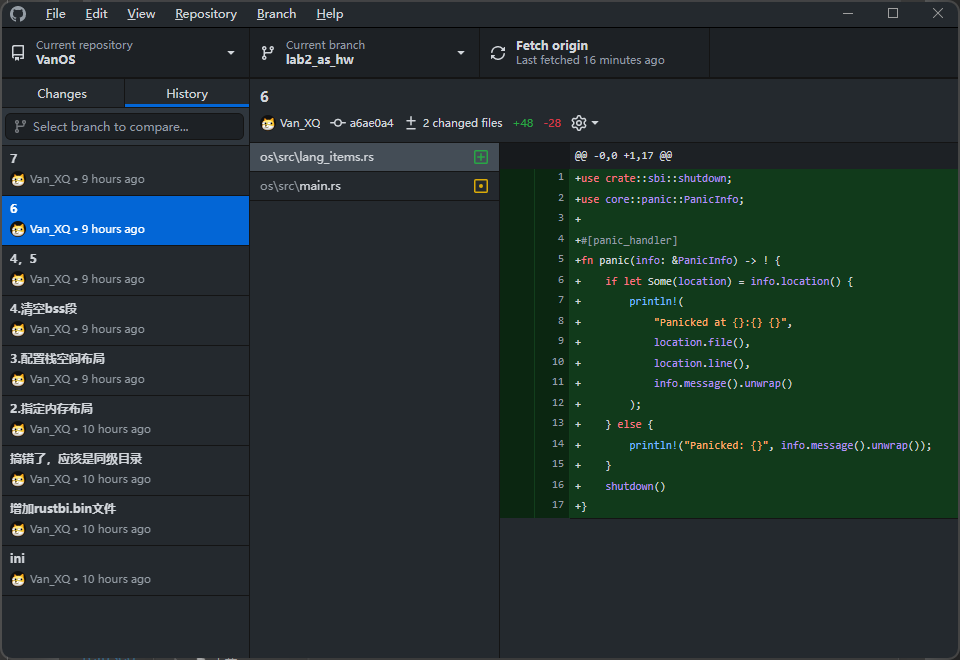 File Edit View Repository Branch Help
Current repository
VanOS
Current branch
lab2_as_hw
Fetch origin
Last fetched 16 minutes ago
Changes History
Select branch to compare...
7
Van_XQ • 9 hours ago
6
Van_XQ • 9 hours ago
4，5
Van_XQ • 9 hours ago
4.清空bss段
Van_XQ • 9 hours ago
3.配置栈空间布局
Van_XQ • 9 hours ago
2.指定内存布局
Van_XQ • 10 hours ago
搞错了，应该是同级目录
Van_XQ • 10 hours ago
增加rustbi.bin文件
Van_XQ • 10 hours ago
ini
Van_XQ • 10 hours ago
6
Van_XQ a6ae0a4 2 changed files +48 -28
os\src\lang_items.rs
os\src\main.rs
@@ -0,0 +1,17 @@
1 +use crate::sbi::shutdown;
2 +use core::panic::PanicInfo;
3 +
4 +#[panic_handler]
5 +fn panic(info: &PanicInfo) -> ! {
6 +    if let Some(location) = info.location() {
7 +        println!(
8 +            "Panicked at {}:{} {}",
9 +            location.file(),
10 +            location.line(),
11 +            info.message().unwrap()
12 +        );
13 +    } else {
14 +        println!("Panicked: {}", info.message().unwrap());
15 +    }
16 +    shutdown()
17 +}